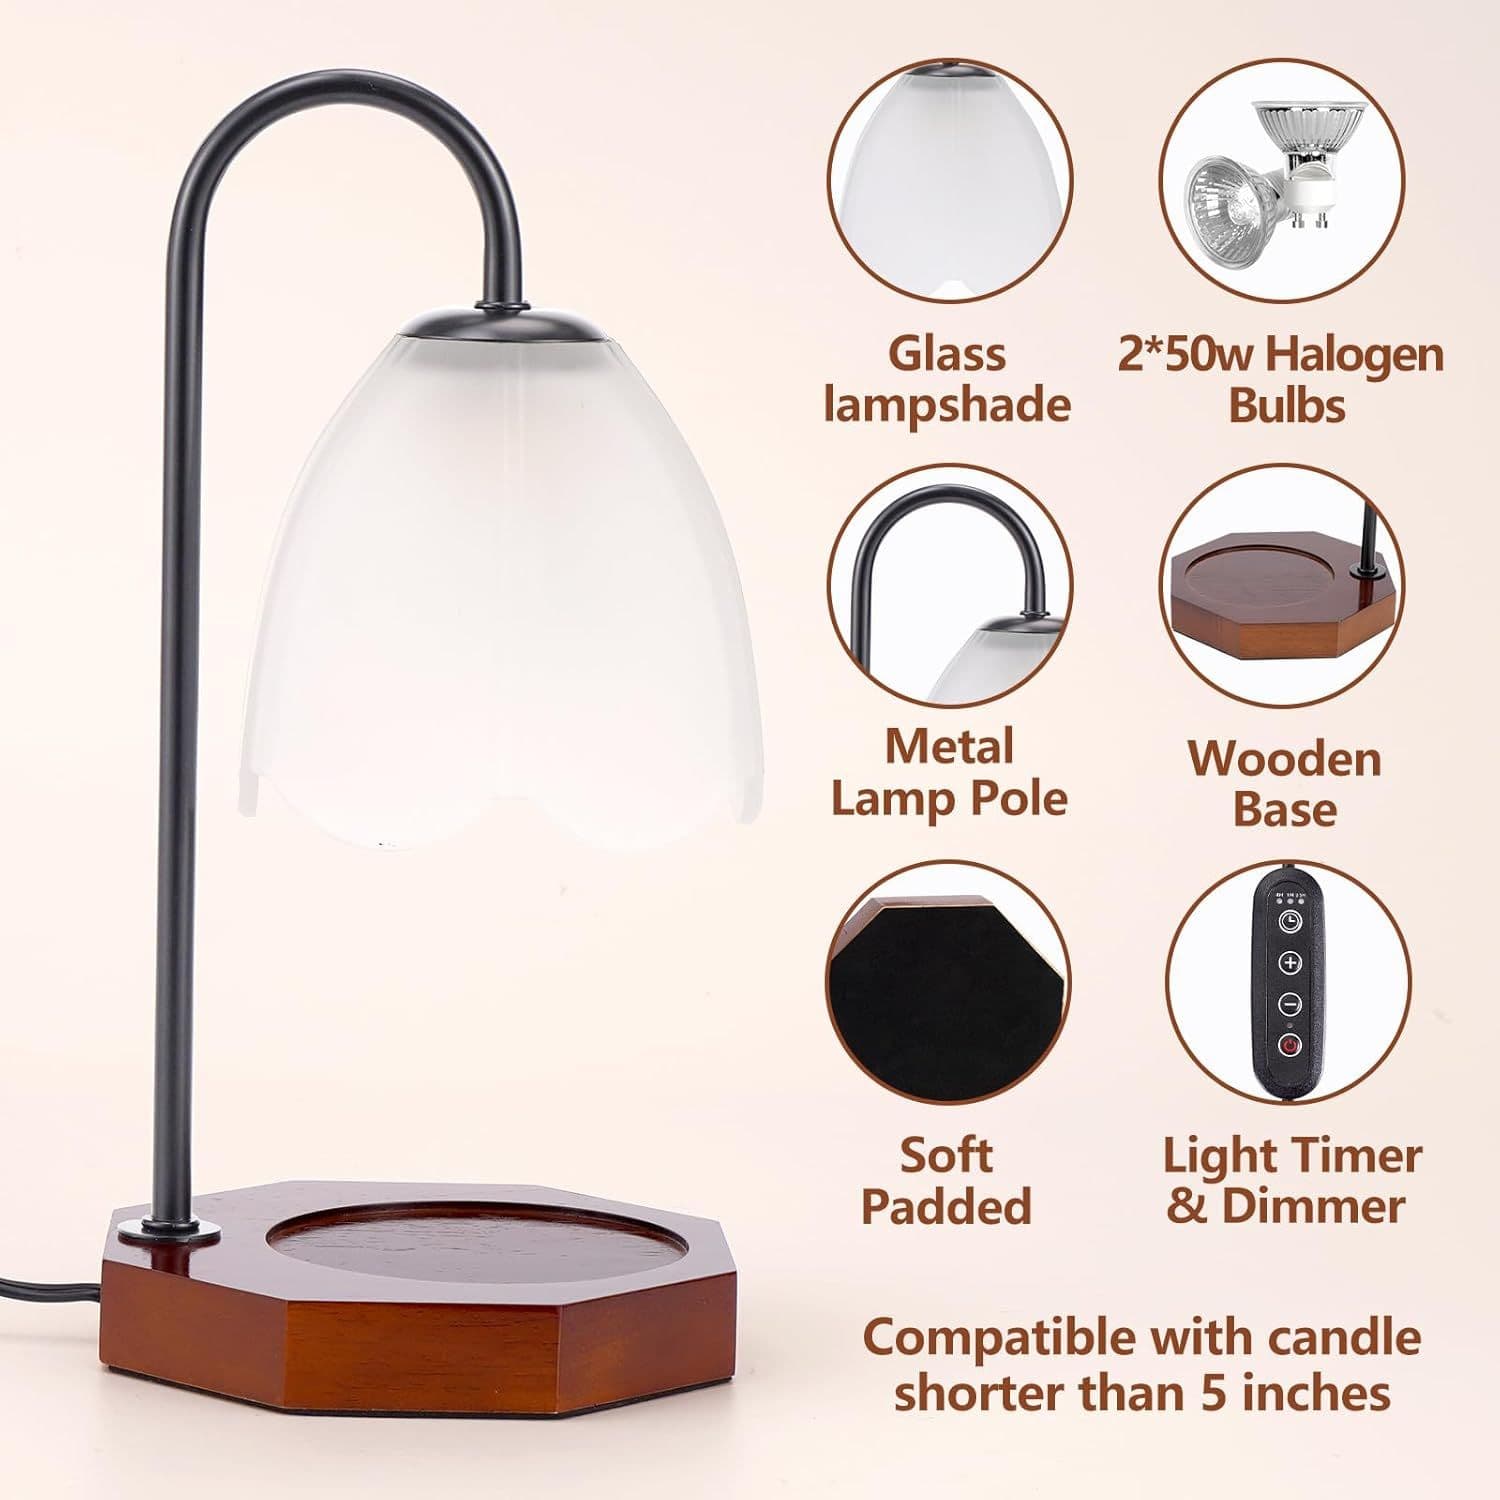 Glass
lampshade
2*50w Halogen
Bulbs
Metal
Lamp Pole
Wooden
Base
Soft
Padded
Light Timer
& Dimmer
Compatible with candle
shorter than 5 inches